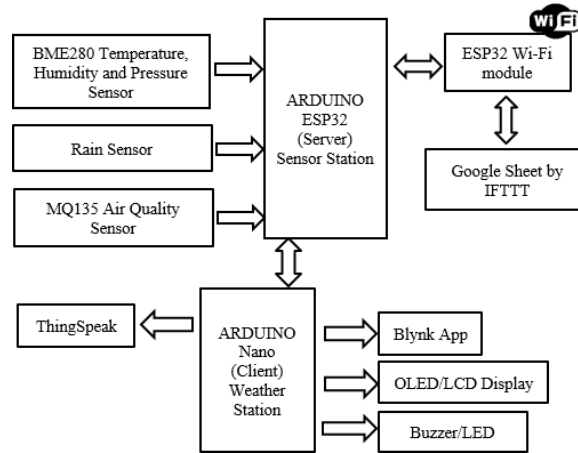 Wi Fi
BME280 Temperature,
Humidity and Pressure
Sensor
Rain Sensor
MQ135 Air Quality
Sensor
ARDUINO
ESP32
(Server)
Sensor Station
ESP32 Wi-Fi
module
Google Sheet by
IFTTT
ThingSpeak
ARDUINO
Nano
(Client)
Weather
Station
Blynk App
OLED/LCD Display
Buzzer/LED